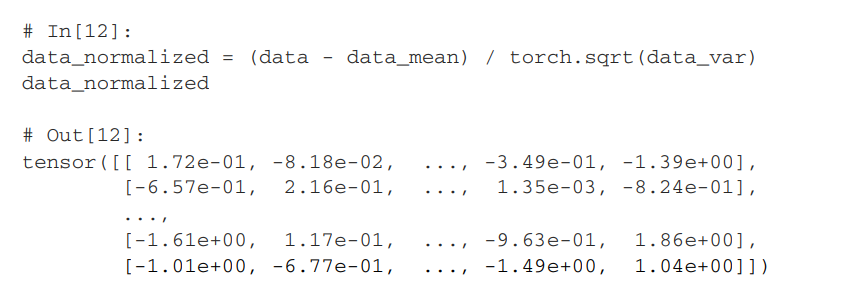 # In[12]:
data_normalized = (data - data_mean) / torch.sqrt(data_var)
data_normalized
# Out[12]:
tensor([[ 1.72e-01, -8.18e-02,  ..., -3.49e-01, -1.39e+00],
        [-6.57e-01,  2.16e-01,  ...,  1.35e-03, -8.24e-01],
        ...,
        [-1.61e+00,  1.17e-01,  ..., -9.63e-01,  1.86e+00],
        [-1.01e+00, -6.77e-01,  ..., -1.49e+00,  1.04e+00]])